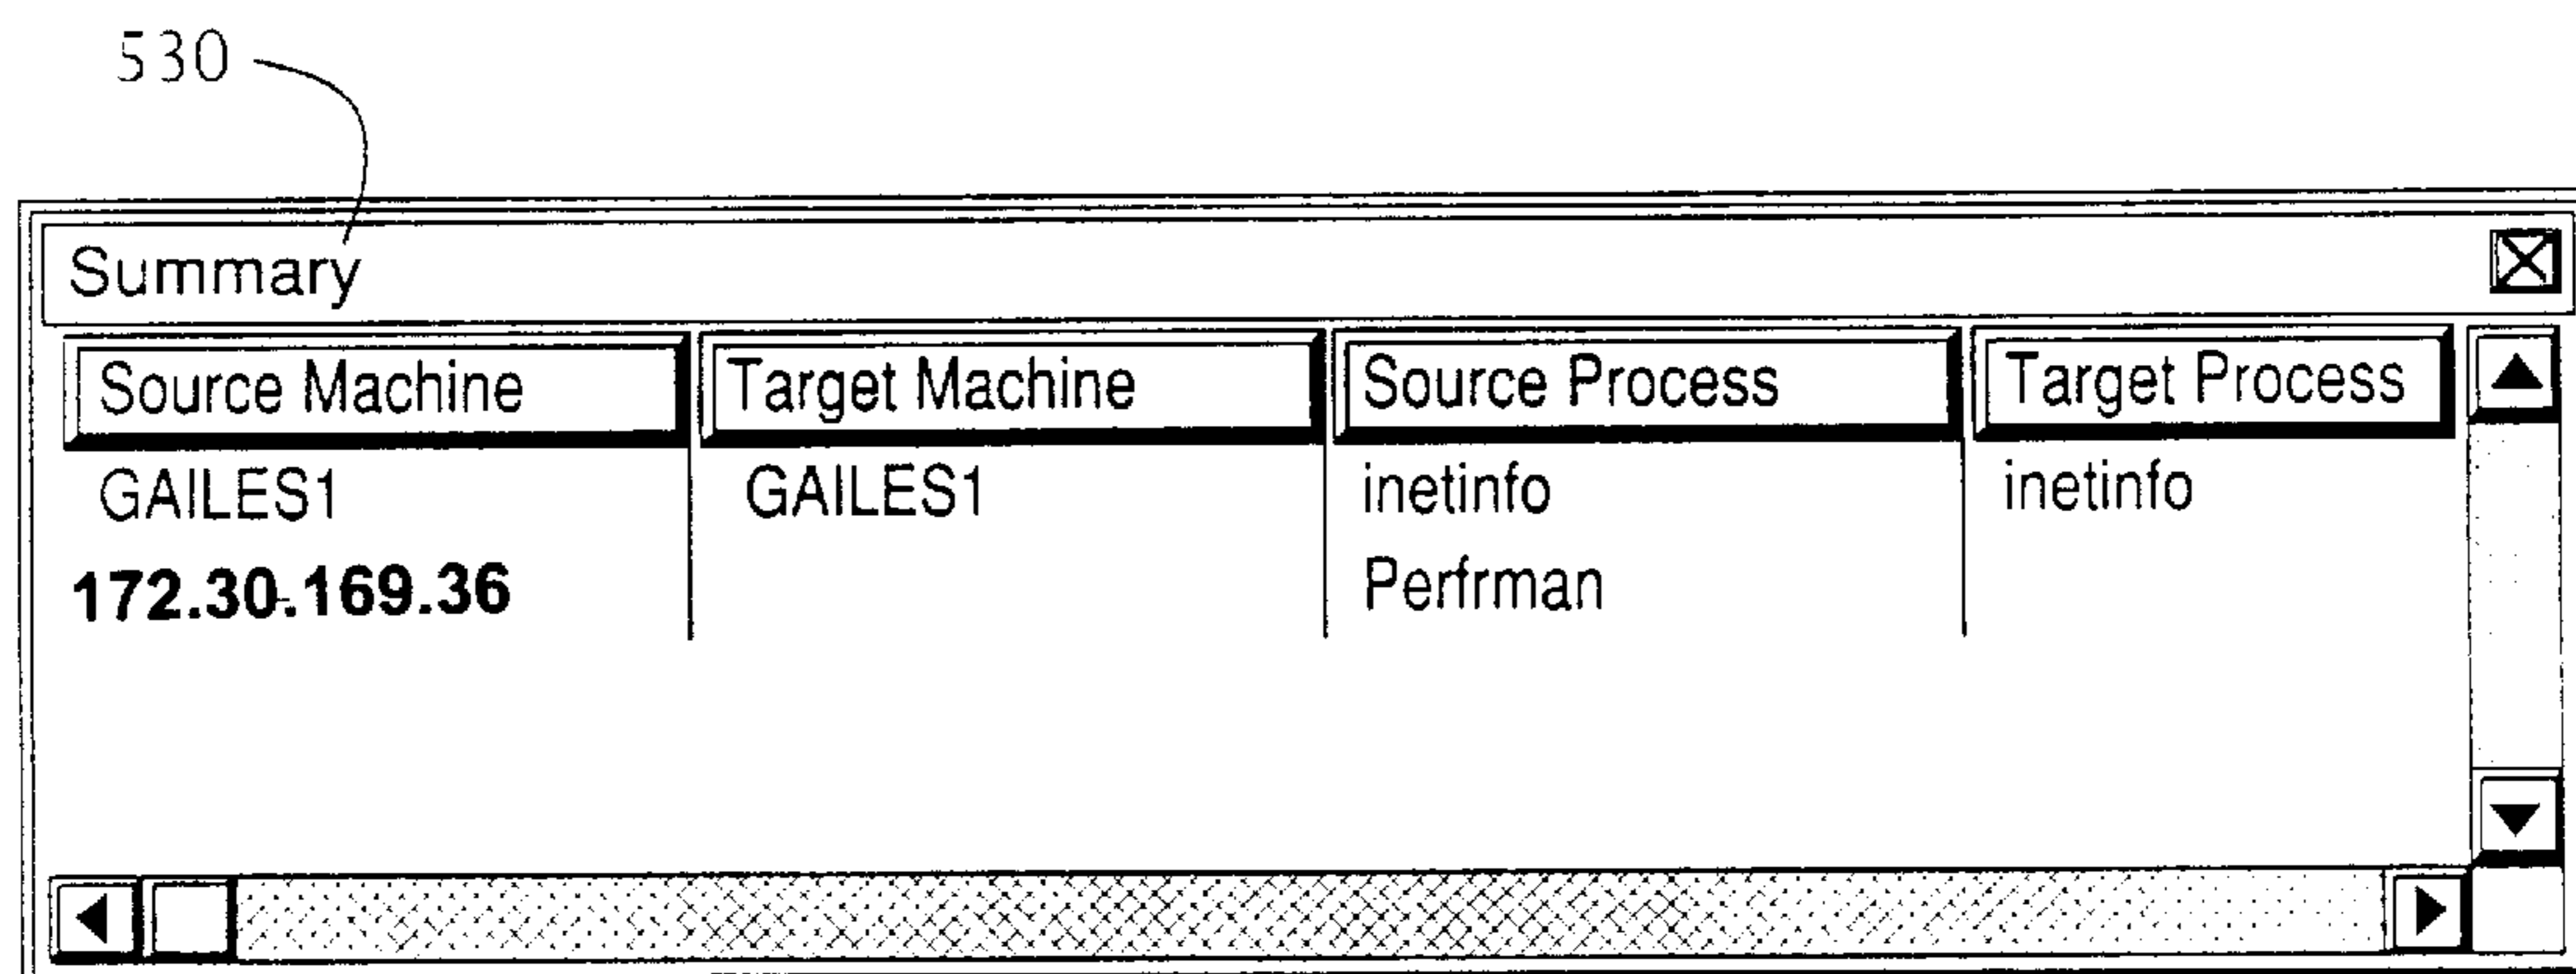 530
Summary
Source Machine Target Machine Source Process Target Process
GAILES1 GAILES1 inetinfo inetinfo
172.30.169.36 Perfrman